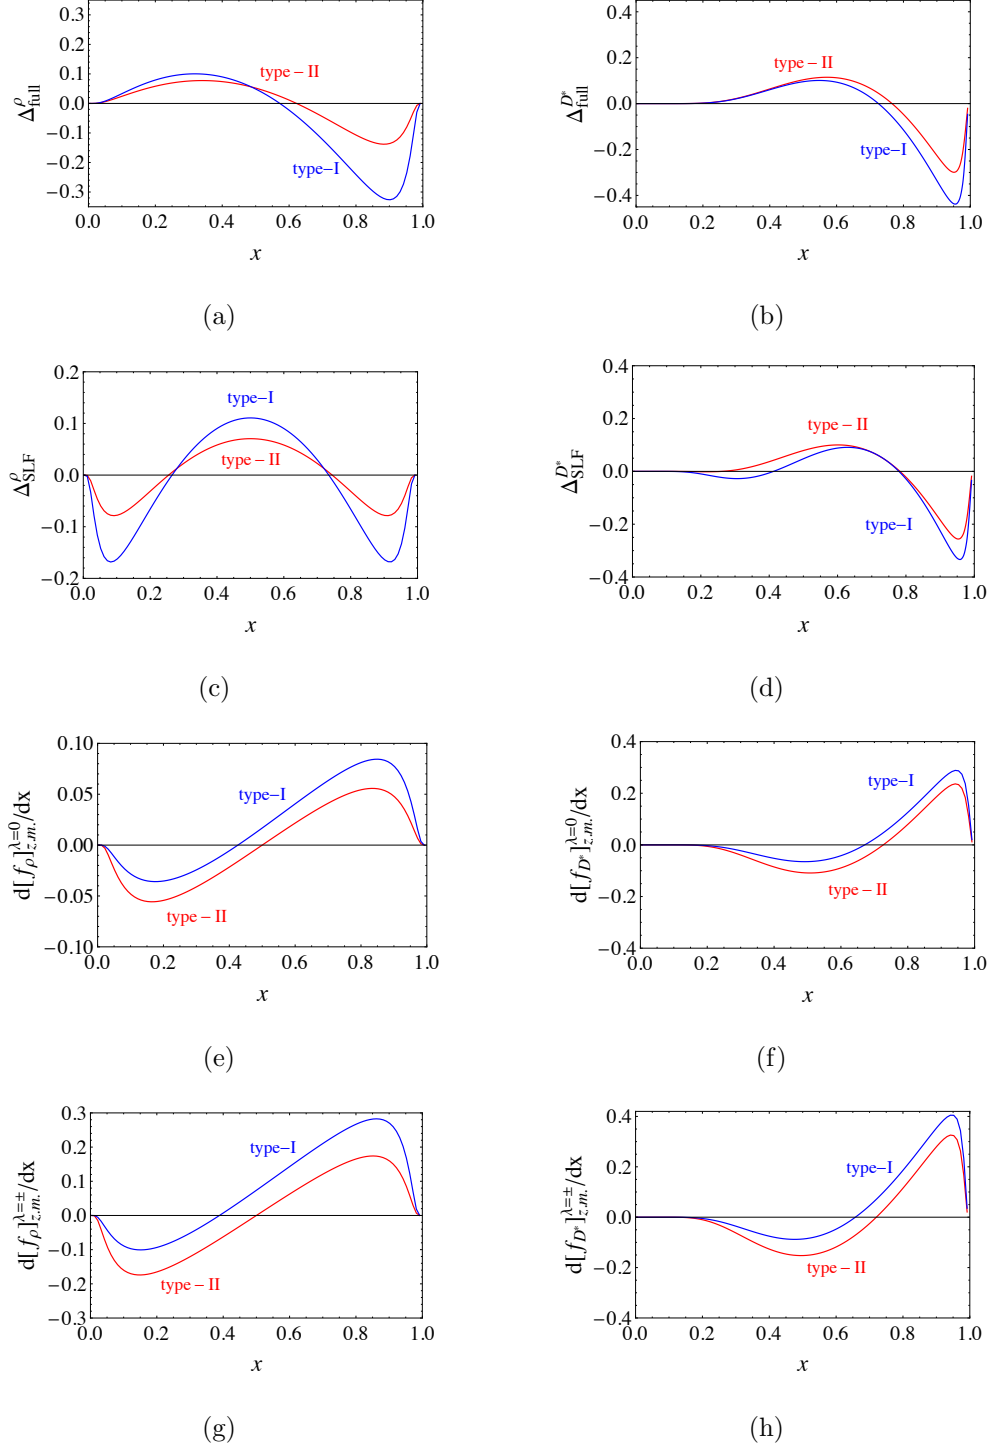 0.3
0.2
0.1
0.0
−0.1
−0.2
−0.3
Δ^ρ_full
type−II
type−I
0.0 0.2 0.4 0.6 0.8 1.0
x
(a)
0.4
0.2
0.0
−0.2
−0.4
Δ^{D*}_full
type−II
type−I
0.0 0.2 0.4 0.6 0.8 1.0
x
(b)
0.2
0.1
0.0
−0.1
−0.2
Δ^ρ_SLF
type−I
type−II
0.0 0.2 0.4 0.6 0.8 1.0
x
(c)
0.4
0.2
0.0
−0.2
−0.4
Δ^{D*}_SLF
type−II
type−I
0.0 0.2 0.4 0.6 0.8 1.0
x
(d)
0.10
0.05
0.00
−0.05
−0.10
d[f_ρ]^{λ=0}_{z.m.}/dx
type−I
type−II
0.0 0.2 0.4 0.6 0.8 1.0
x
(e)
0.4
0.2
0.0
−0.2
−0.4
d[f_{D*}]^{λ=0}_{z.m.}/dx
type−I
type−II
0.0 0.2 0.4 0.6 0.8 1.0
x
(f)
0.3
0.2
0.1
0.0
−0.1
−0.2
−0.3
d[f_ρ]^{λ=±}_{z.m.}/dx
type−I
type−II
0.0 0.2 0.4 0.6 0.8 1.0
x
(g)
0.4
0.2
0.0
−0.2
−0.4
d[f_{D*}]^{λ=±}_{z.m.}/dx
type−I
type−II
0.0 0.2 0.4 0.6 0.8 1.0
x
(h)